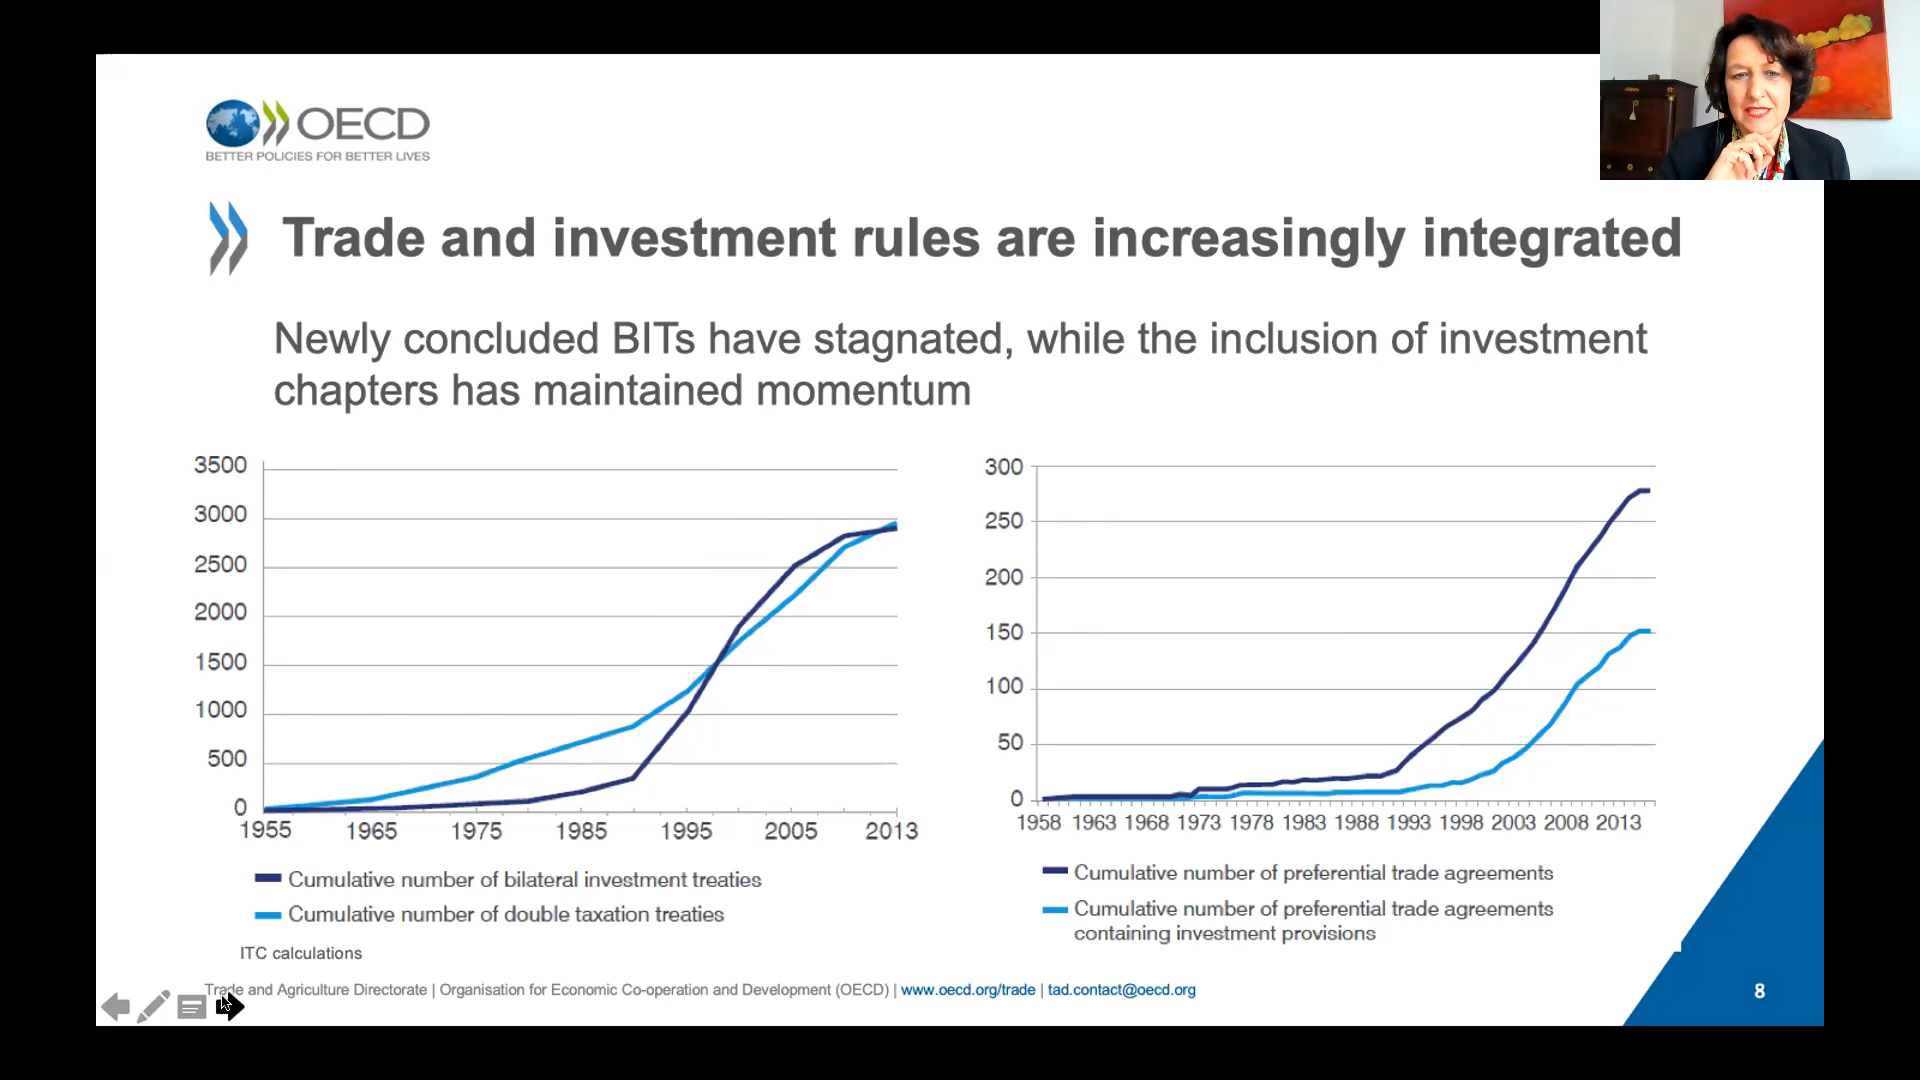 OECD
BETTER POLICIES FOR BETTER LIVES
Trade and investment rules are increasingly integrated
Newly concluded BITs have stagnated, while the inclusion of investment
chapters has maintained momentum
3500
3000
2500
2000
1500
1000
500
0
1955 1965 1975 1985 1995 2005 2013
Cumulative number of bilateral investment treaties
Cumulative number of double taxation treaties
ITC calculations
300
250
200
150
100
50
0
1958 1963 1968 1973 1978 1983 1988 1993 1998 2003 2008 2013
Cumulative number of preferential trade agreements
Cumulative number of preferential trade agreements
containing investment provisions
Trade and Agriculture Directorate | Organisation for Economic Co-operation and Development (OECD) | www.oecd.org/trade | tad.contact@oecd.org
8